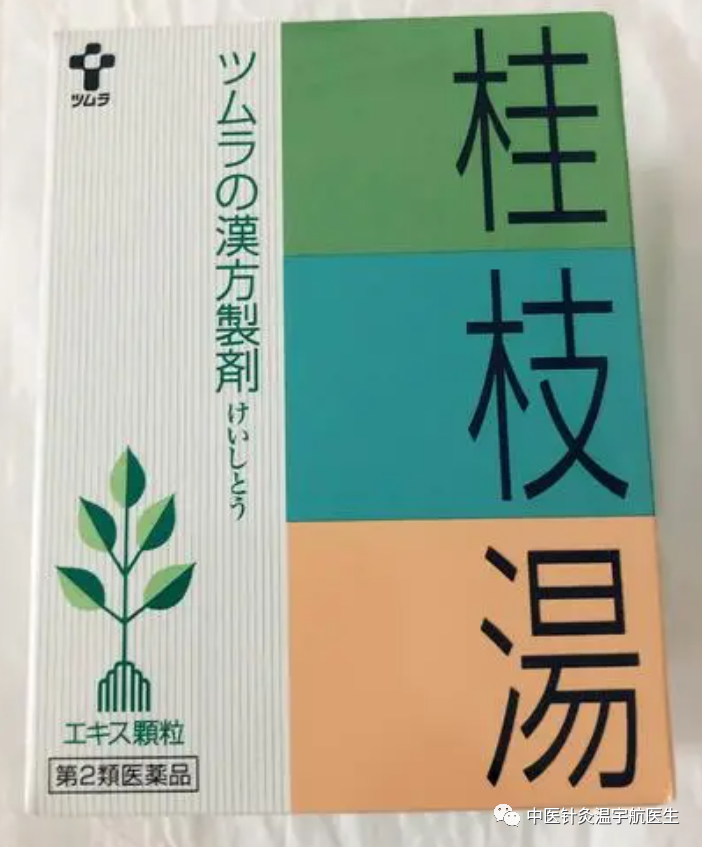 桂枝湯
ツムラの漢方製剤
けいしとう
ツムラ
エキス顆粒
第2類医薬品
中医针灸温宇航医生